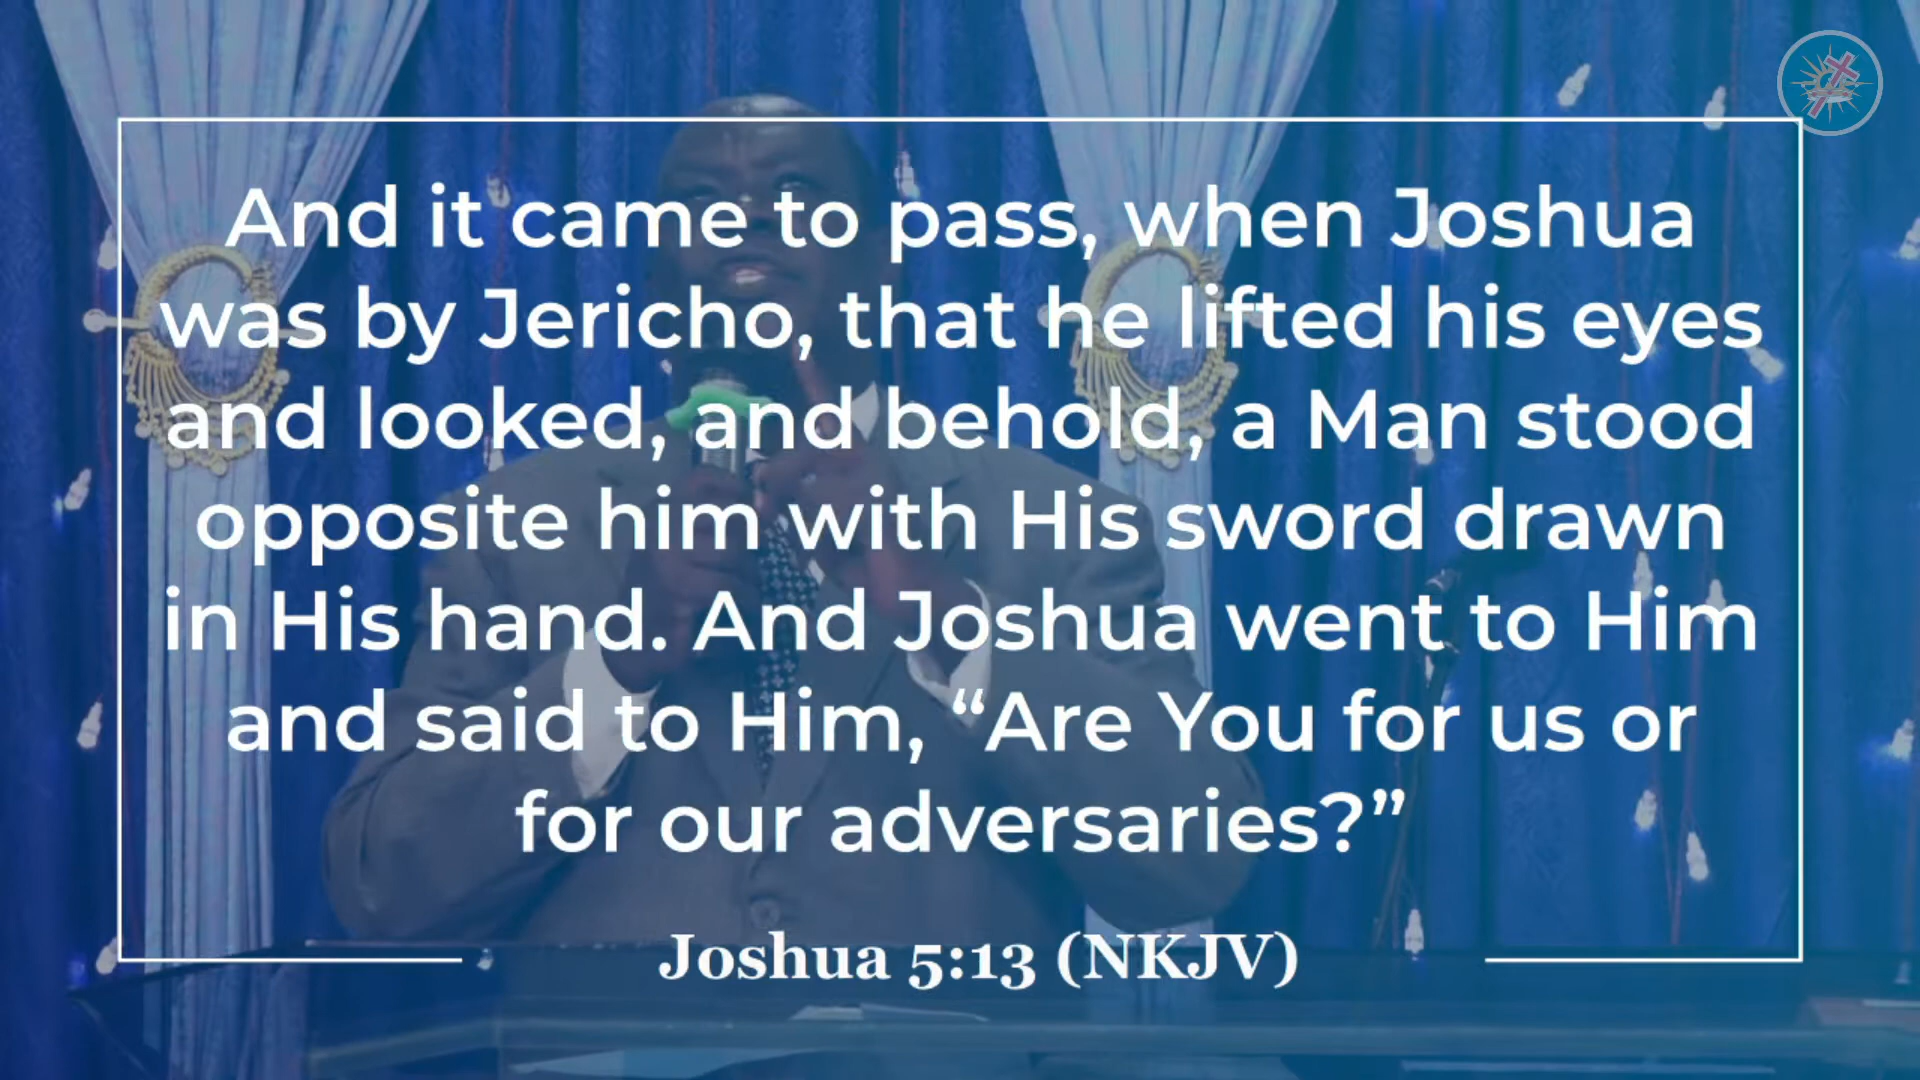 And it came to pass, when Joshua
was by Jericho, that he lifted his eyes
and looked, and behold, a Man stood
opposite him with His sword drawn
in His hand. And Joshua went to Him
and said to Him, “Are You for us or
for our adversaries?”
Joshua 5:13 (NKJV)